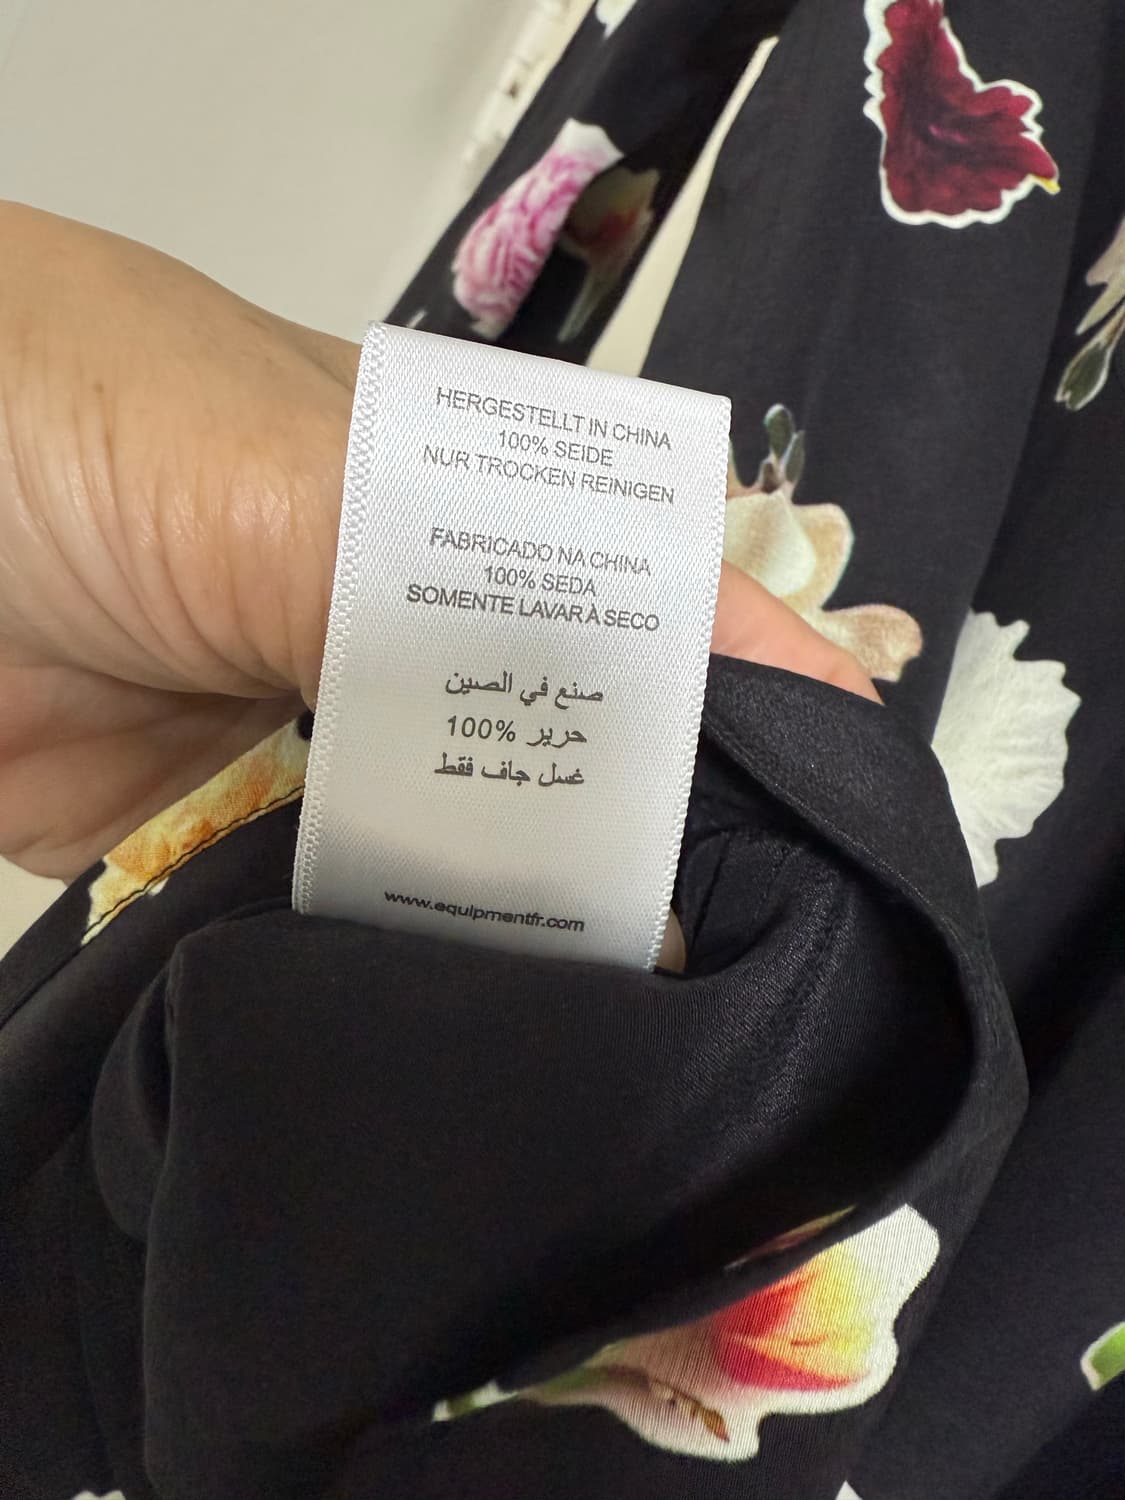 HERGESTELLT IN CHINA
100% SEIDE
NUR TROCKEN REINIGEN
FABRICADO NA CHINA
100% SEDA
SOMENTE LAVAR À SECO
صنع في الصين
حرير %100
غسل جاف فقط
www.equipmentfr.com